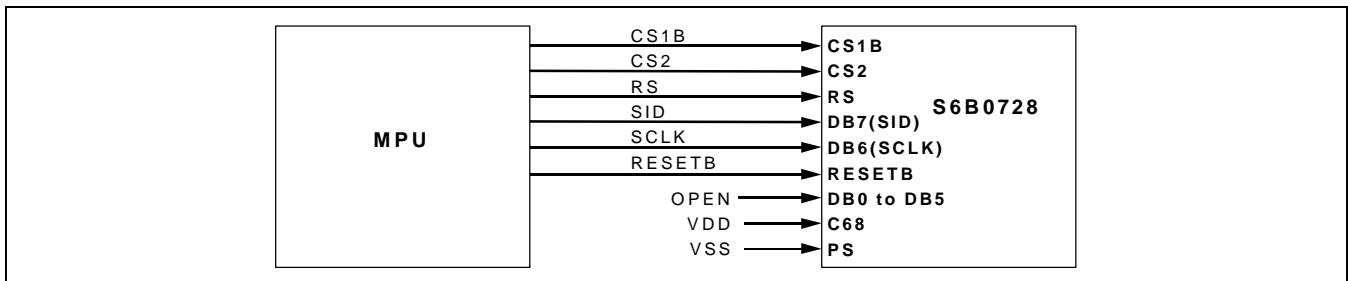 MPU
CS1B
CS2
RS
SID
SCLK
RESETB
OPEN
VDD
VSS
CS1B
CS2
RS
DB7(SID)
DB6(SCLK)
RESETB
DB0 to DB5
C68
PS
S6B0728